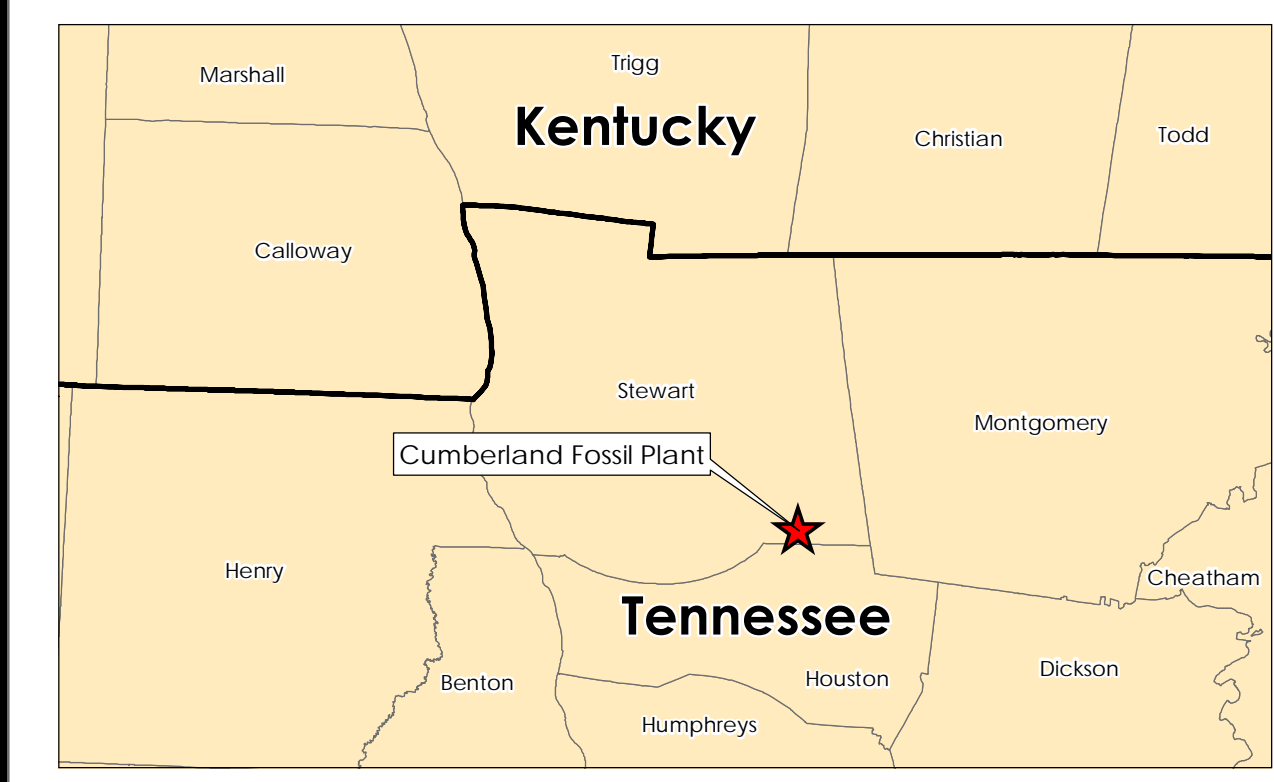 Trigg
Marshall
Kentucky
Todd
Christian
Calloway
Stewart
Montgomery
Cumberland Fossil Plant
Henry
Cheatham
Tennessee
Dickson
Houston
Benton
Humphreys